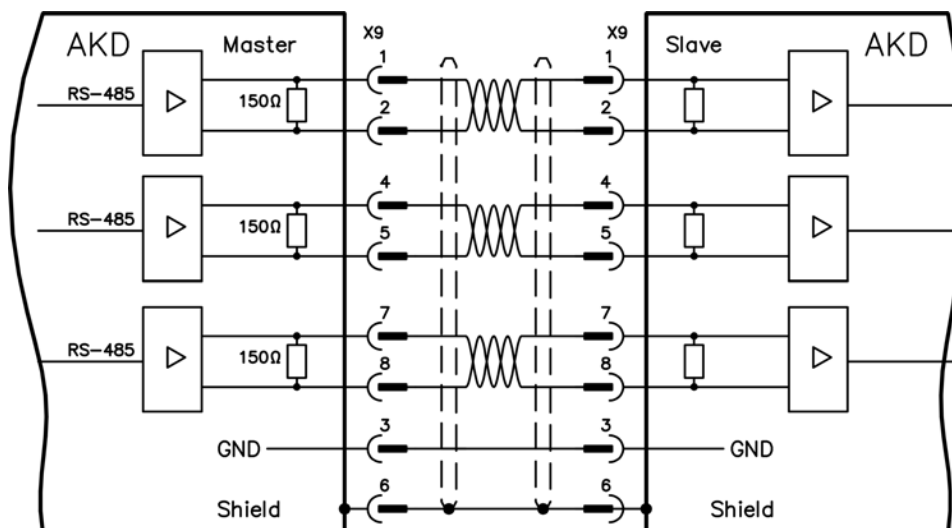 AKD Master X9 X9 Slave AKD
1 1
RS-485 150Ω
2 2
4 4
RS-485 150Ω
5 5
7 7
RS-485 150Ω
8 8
3 3
GND GND
6 6
Shield Shield